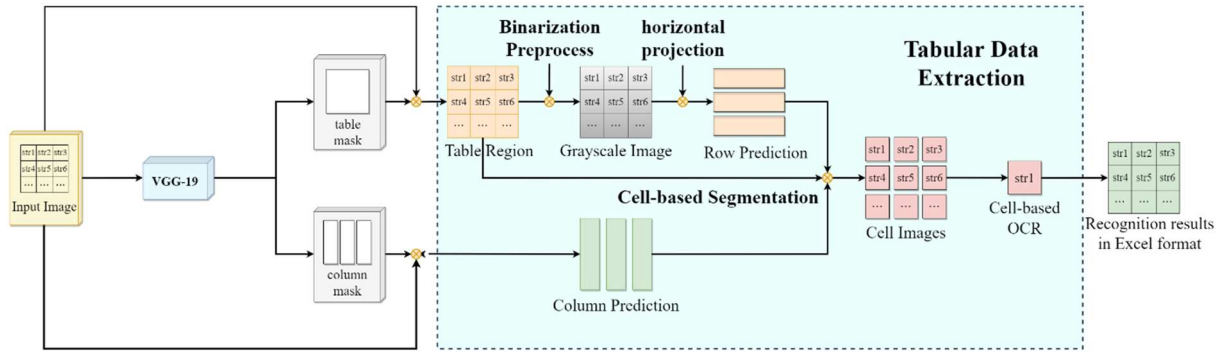 str1 str2 str3
str4 str5 str6
... ... ...
Input Image
VGG-19
table
mask
column
mask
Binarization
Preprocess
horizontal
projection
Tabular Data
Extraction
str1 str2 str3
str4 str5 str6
... ... ...
Table Region
str1 str2 str3
str4 str5 str6
... ... ...
Grayscale Image
Row Prediction
Cell-based Segmentation
Column Prediction
str1 str2 str3
str4 str5 str6
... ... ...
Cell Images
str1
Cell-based
OCR
str1 str2 str3
str4 str5 str6
... ... ...
Recognition results
in Excel format